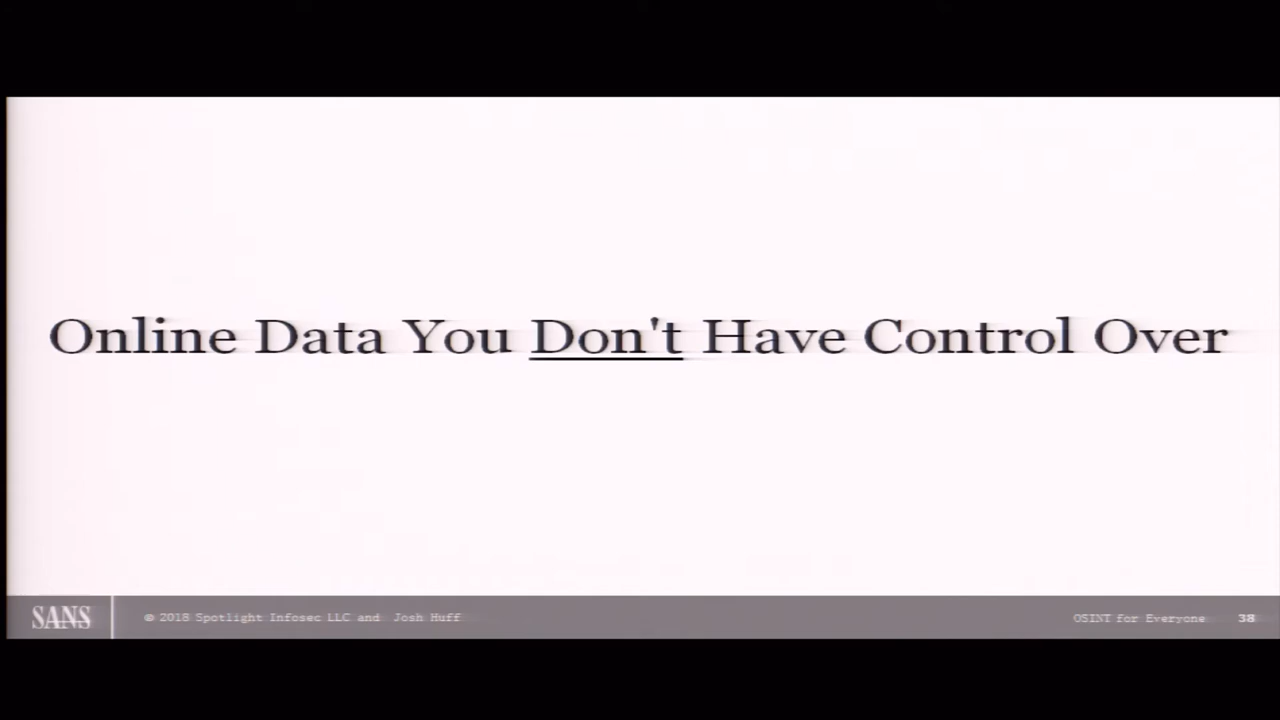 Online Data You Don't Have Control Over
SANS
© 2018 Spotlight Infosec LLC and Josh Huff
OSINT for Everyone
38